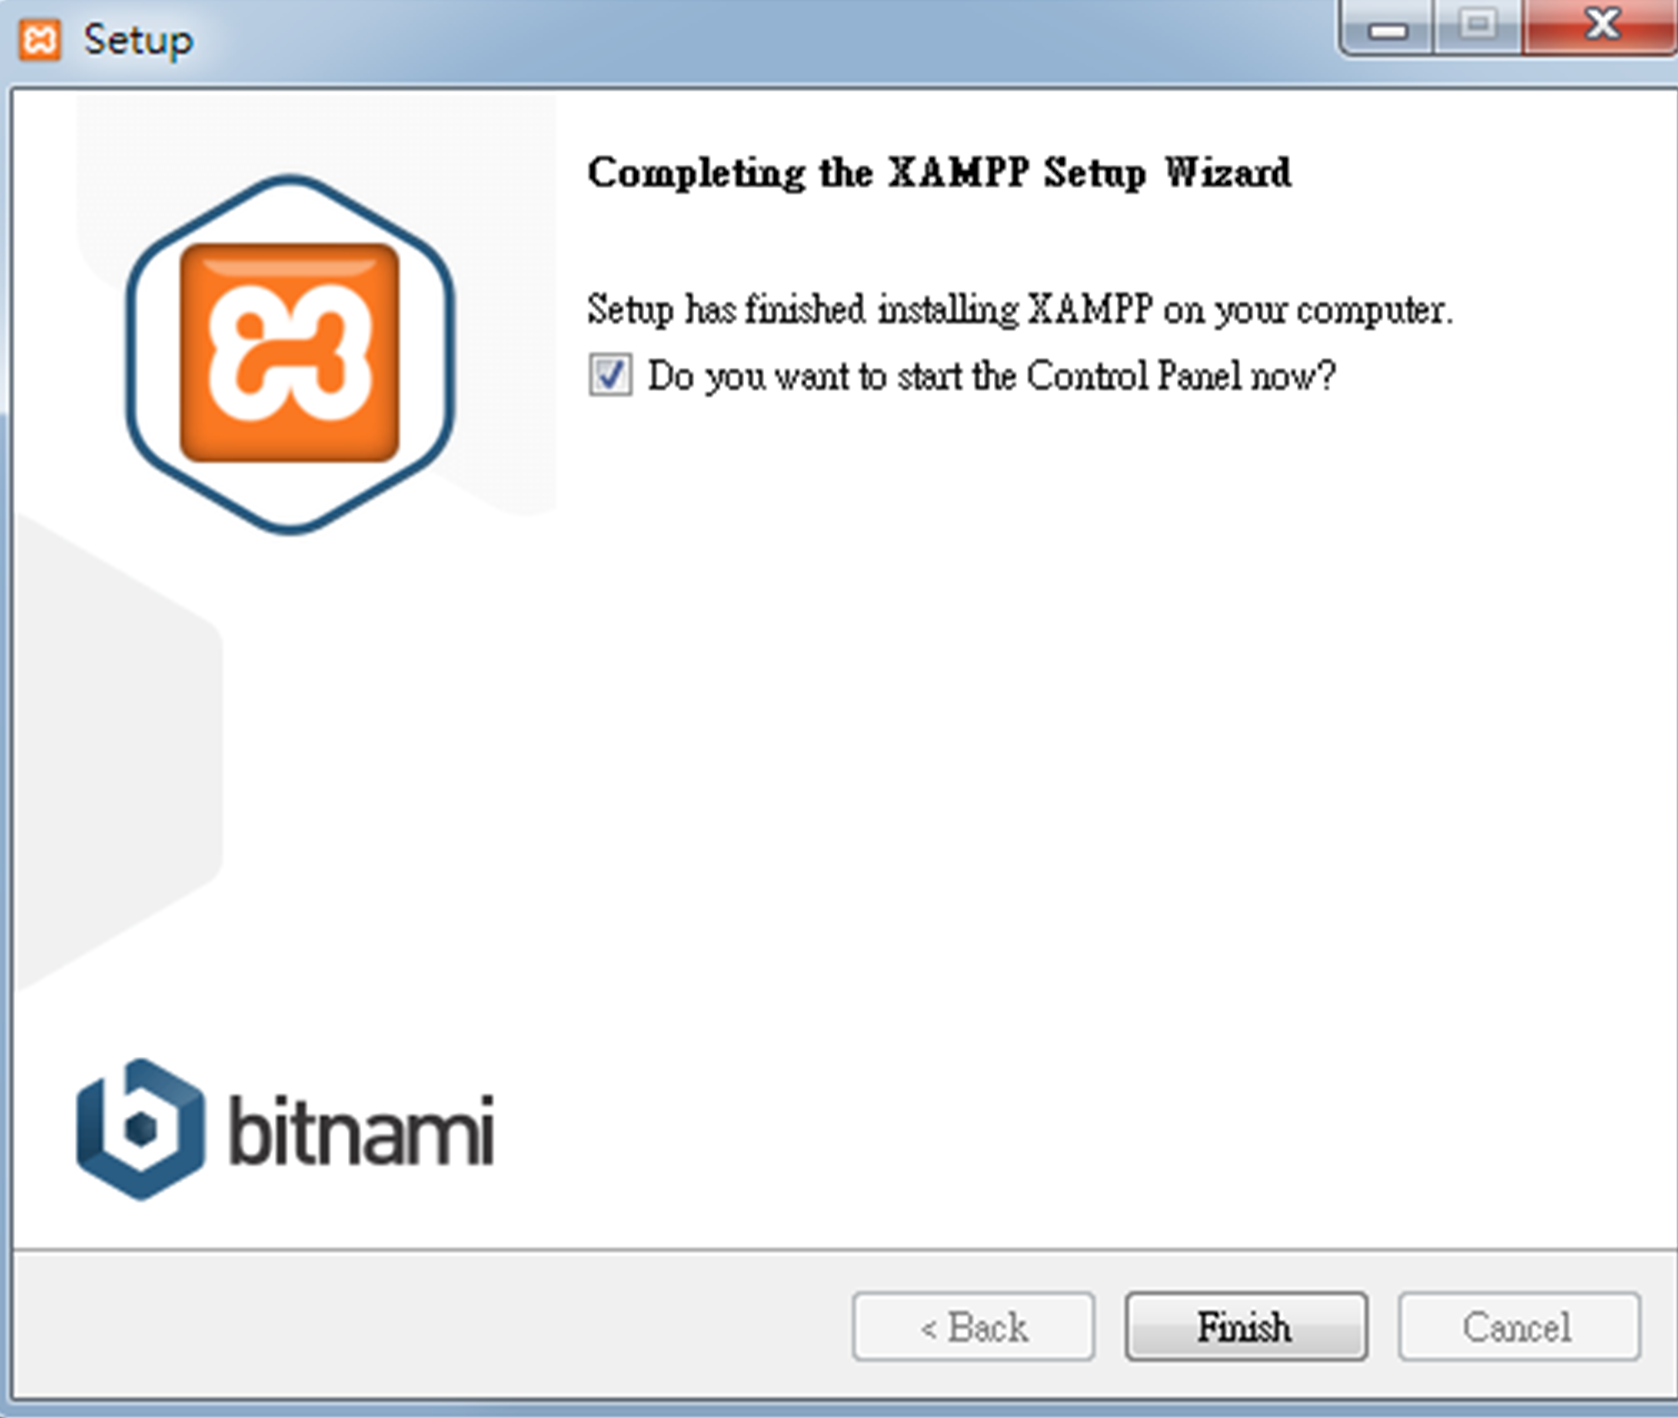 Setup
Completing the XAMPP Setup Wizard
Setup has finished installing XAMPP on your computer.
Do you want to start the Control Panel now?
bitnami
< Back
Finish
Cancel